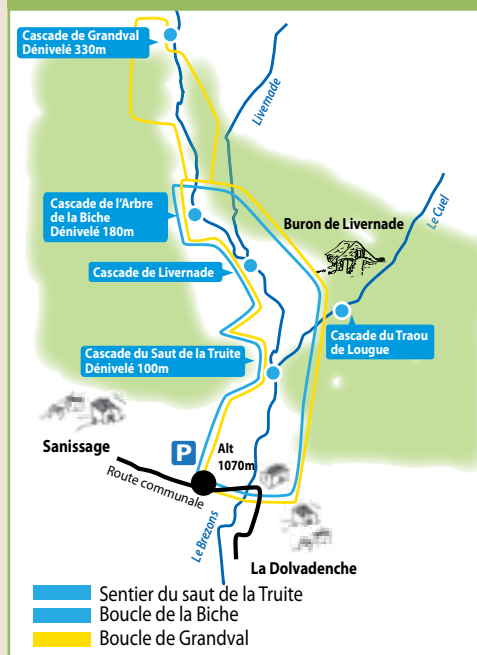 Cascade de Grandval
Dénivelé 330m
Livernade
Le Cuel
Cascade de l'Arbre
de la Biche
Dénivelé 180m
Buron de Livernade
Cascade de Livernade
Cascade du Traou
de Lougue
Cascade du Saut de la Truite
Dénivelé 100m
Sanissage
P
Alt
1070m
Route communale
Le Brezons
La Dolvadenche
Sentier du saut de la Truite
Boucle de la Biche
Boucle de Grandval